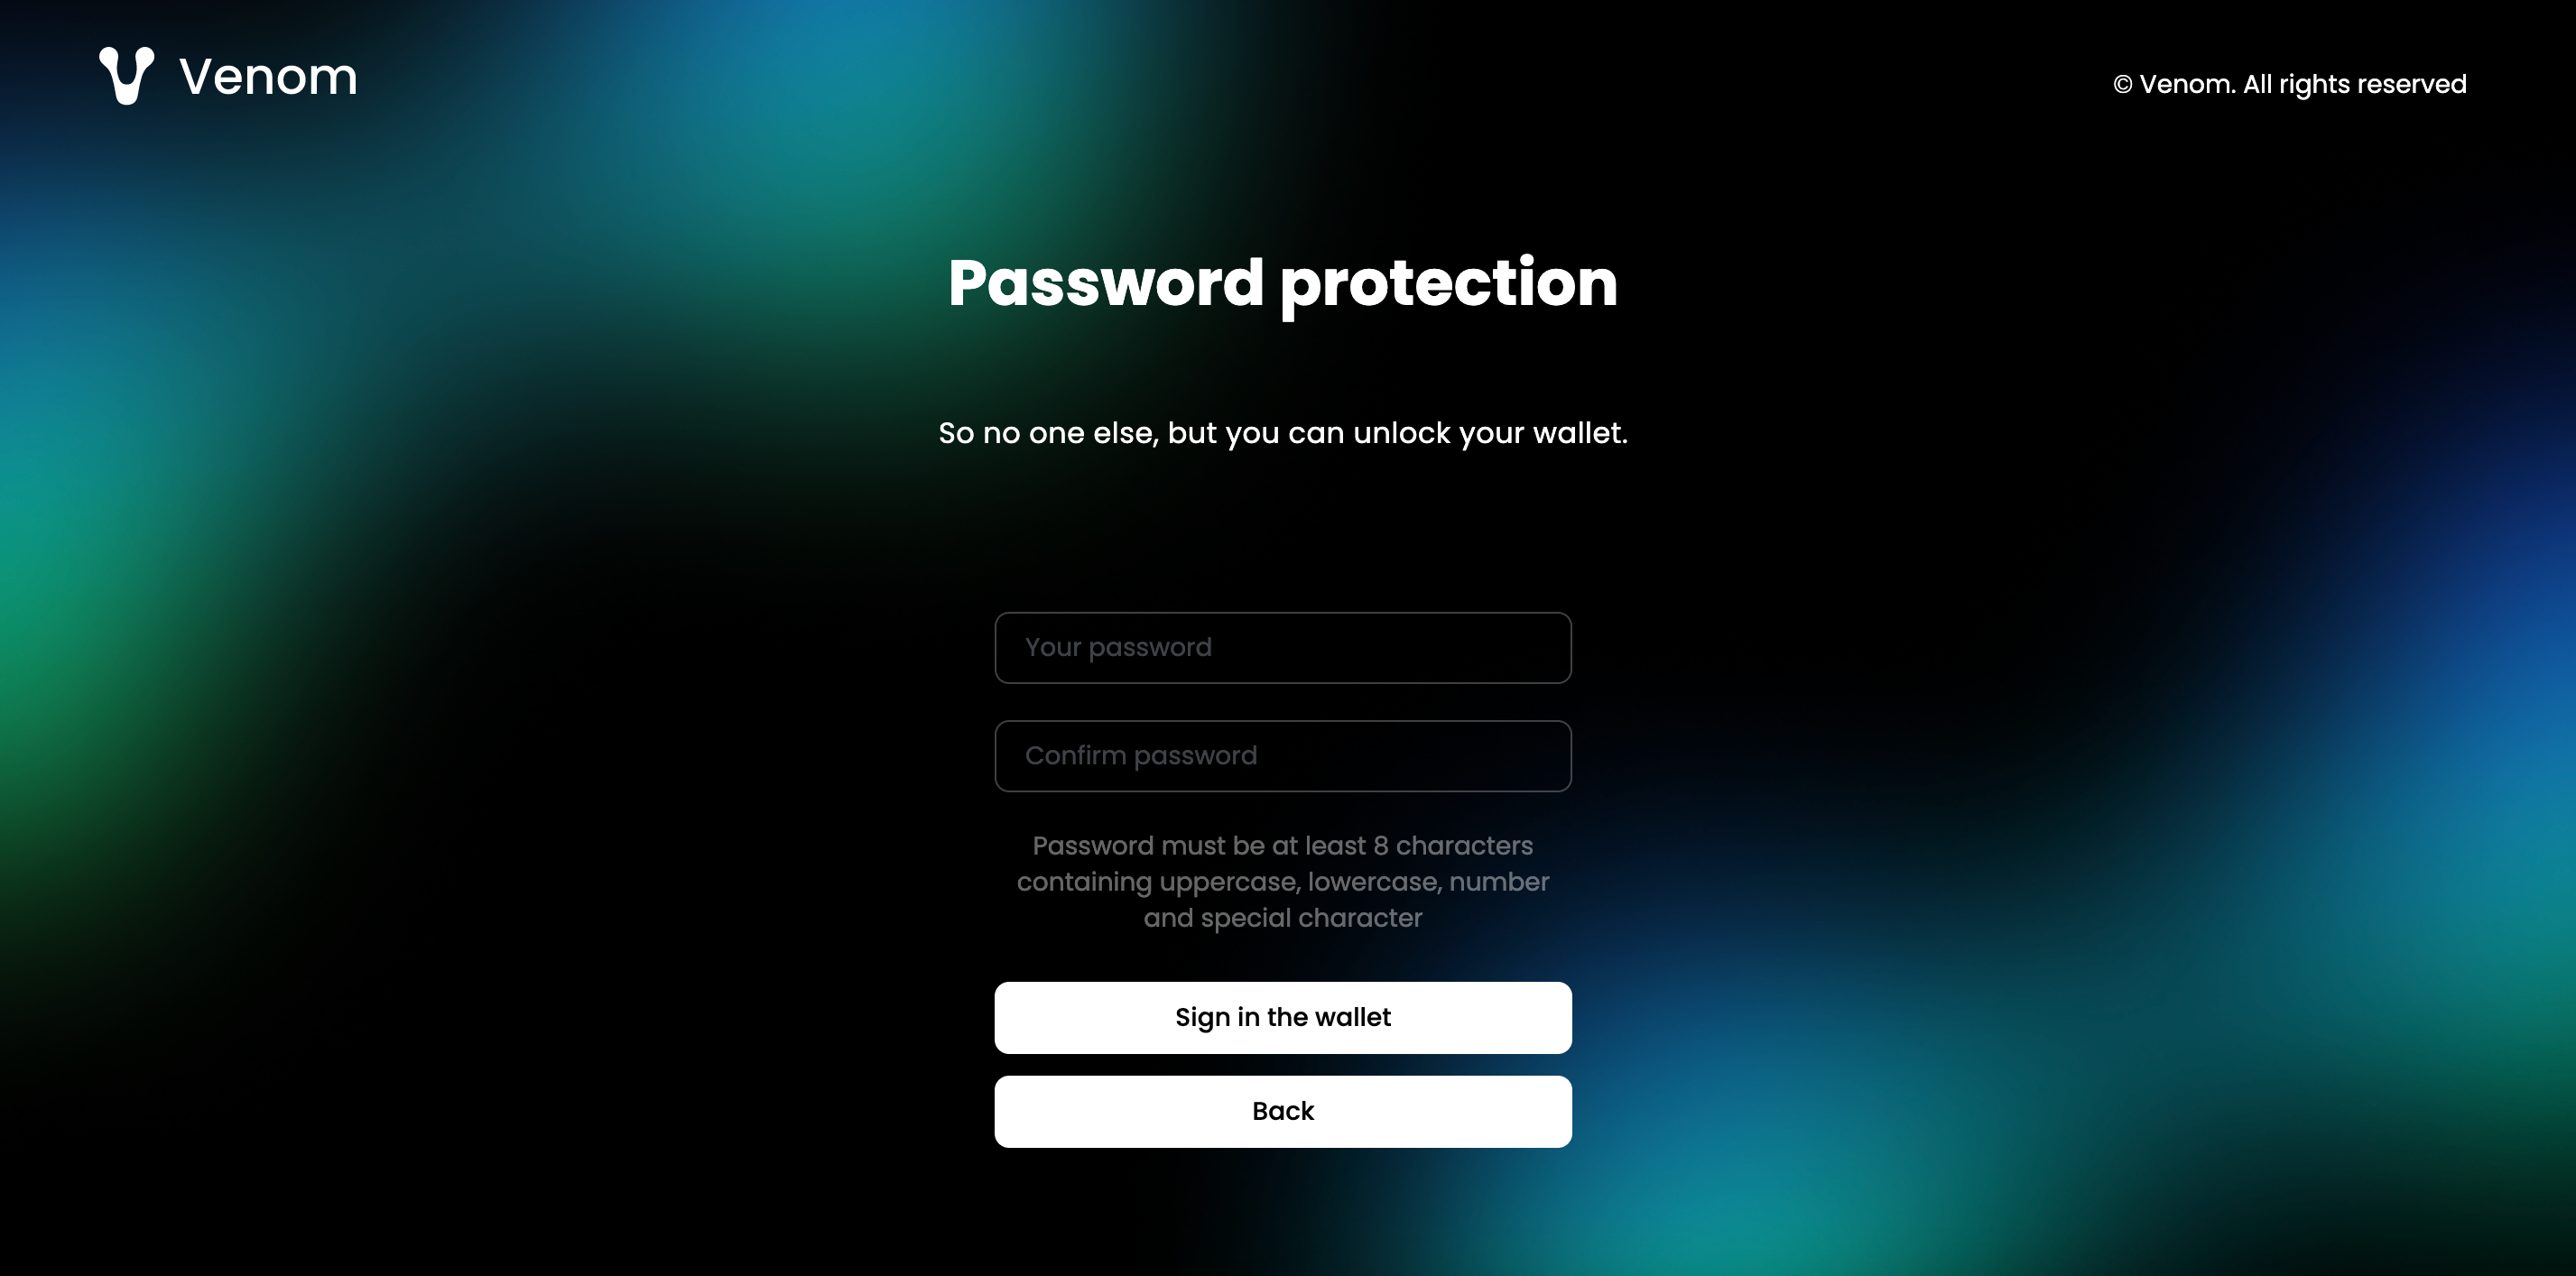 Venom
© Venom. All rights reserved
Password protection
So no one else, but you can unlock your wallet.
Your password
Confirm password
Password must be at least 8 characters
containing uppercase, lowercase, number
and special character
Sign in the wallet
Back